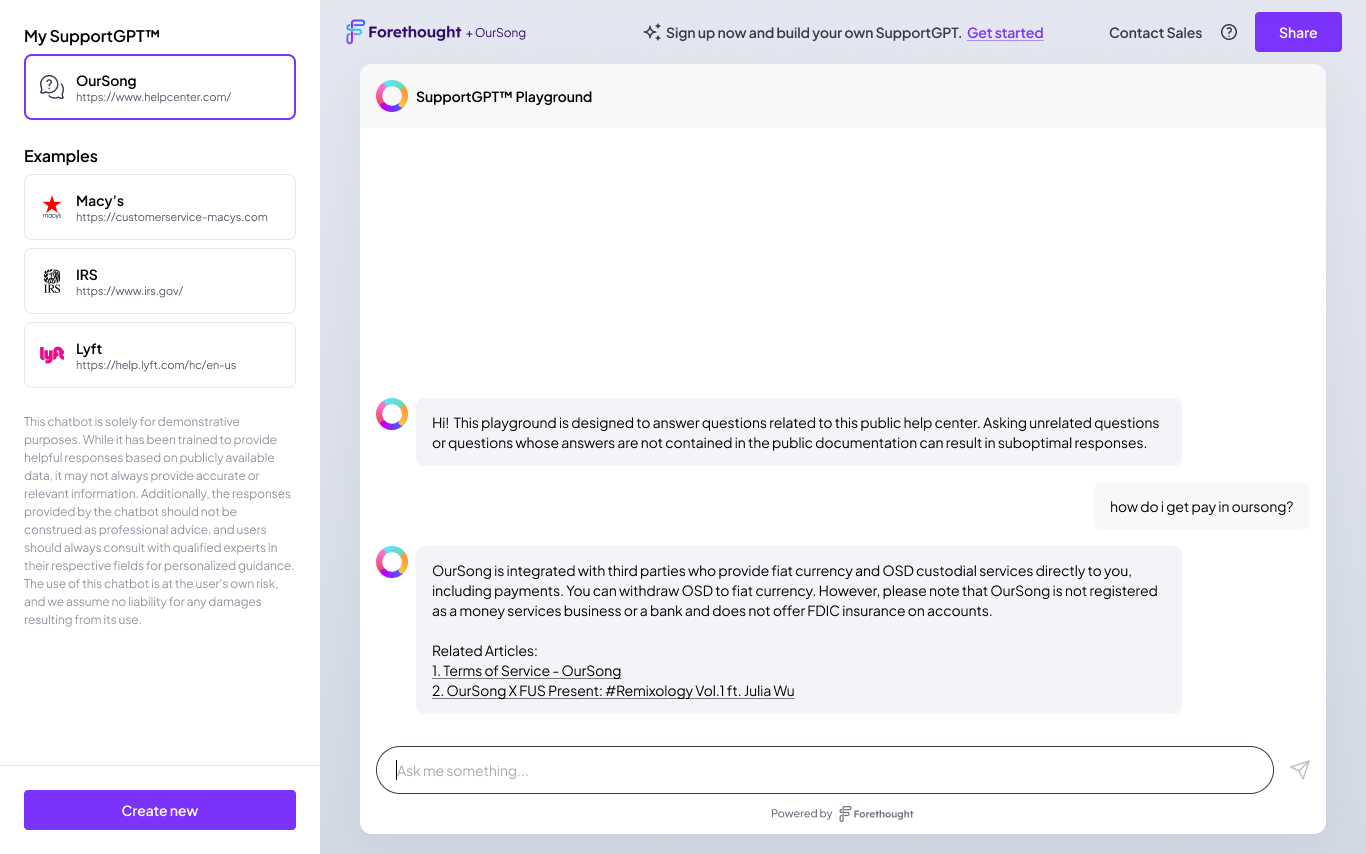 My SupportGPT™
OurSong
https://www.helpcenter.com/
Examples
macys
Macy's
https://customerservice-macys.com
IRS
IRS
https://www.irs.gov/
lyft
Lyft
https://help.lyft.com/hc/en-us
This chatbot is solely for demonstrative
purposes. While it has been trained to provide
helpful responses based on publicly available
data, it may not always provide accurate or
relevant information. Additionally, the responses
provided by the chatbot should not be
construed as professional advice, and users
should always consult with qualified experts in
their respective fields for personalized guidance.
The use of this chatbot is at the user's own risk,
and we assume no liability for any damages
resulting from its use.
Create new
Forethought + OurSong
Sign up now and build your own SupportGPT. Get started
Contact Sales
Share
SupportGPT™ Playground
Hi! This playground is designed to answer questions related to this public help center. Asking unrelated questions
or questions whose answers are not contained in the public documentation can result in suboptimal responses.
how do i get pay in oursong?
OurSong is integrated with third parties who provide fiat currency and OSD custodial services directly to you,
including payments. You can withdraw OSD to fiat currency. However, please note that OurSong is not registered
as a money services business or a bank and does not offer FDIC insurance on accounts.
Related Articles:
1. Terms of Service - OurSong
2. OurSong X FUS Present: #Remixology Vol.1 ft. Julia Wu
Ask me something...
Powered by Forethought